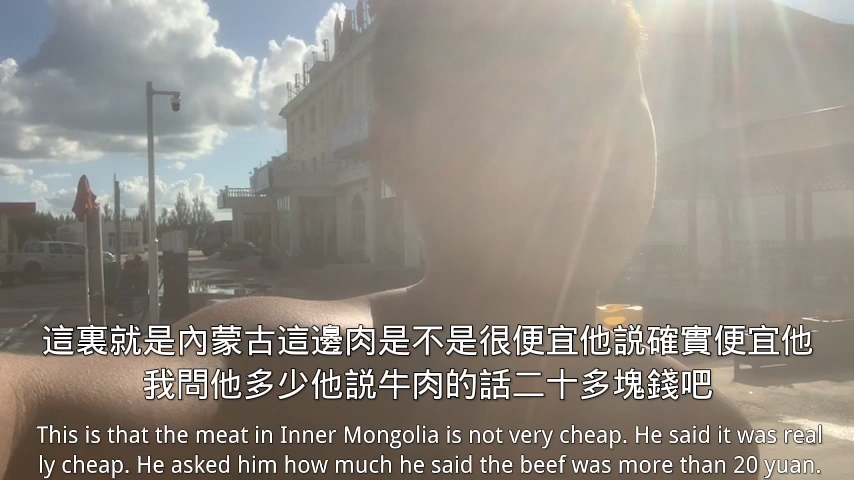 這裏就是內蒙古這邊肉是不是很便宜他説確實便宜他
我問他多少他説牛肉的話二十多塊錢吧
This is that the meat in Inner Mongolia is not very cheap. He said it was real
ly cheap. He asked him how much he said the beef was more than 20 yuan.